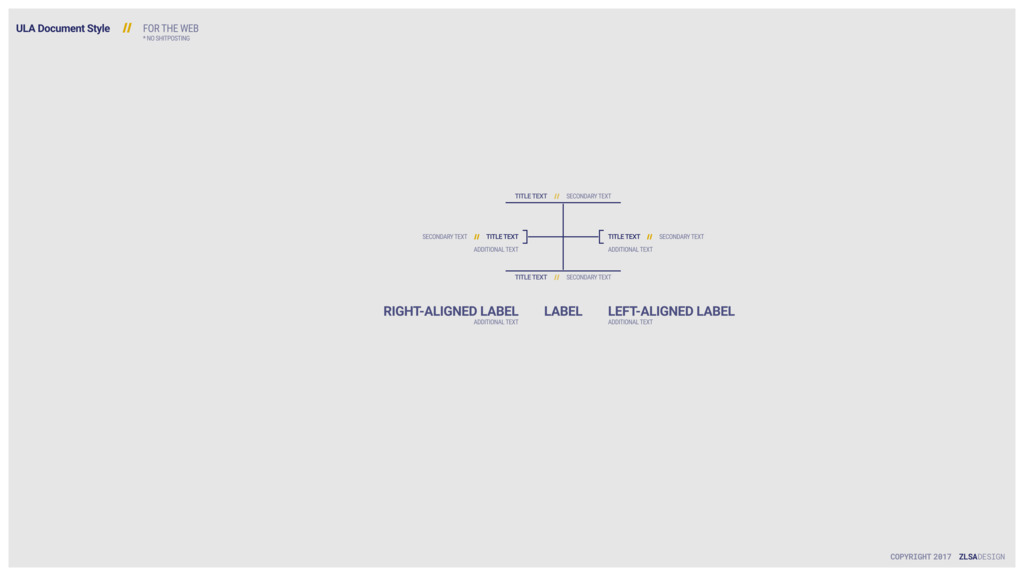 ULA Document Style // FOR THE WEB
* NO SHITPOSTING
TITLE TEXT // SECONDARY TEXT
SECONDARY TEXT // TITLE TEXT
ADDITIONAL TEXT
TITLE TEXT // SECONDARY TEXT
ADDITIONAL TEXT
TITLE TEXT // SECONDARY TEXT
RIGHT-ALIGNED LABEL
ADDITIONAL TEXT
LABEL
LEFT-ALIGNED LABEL
ADDITIONAL TEXT
COPYRIGHT 2017 ZLSADESIGN